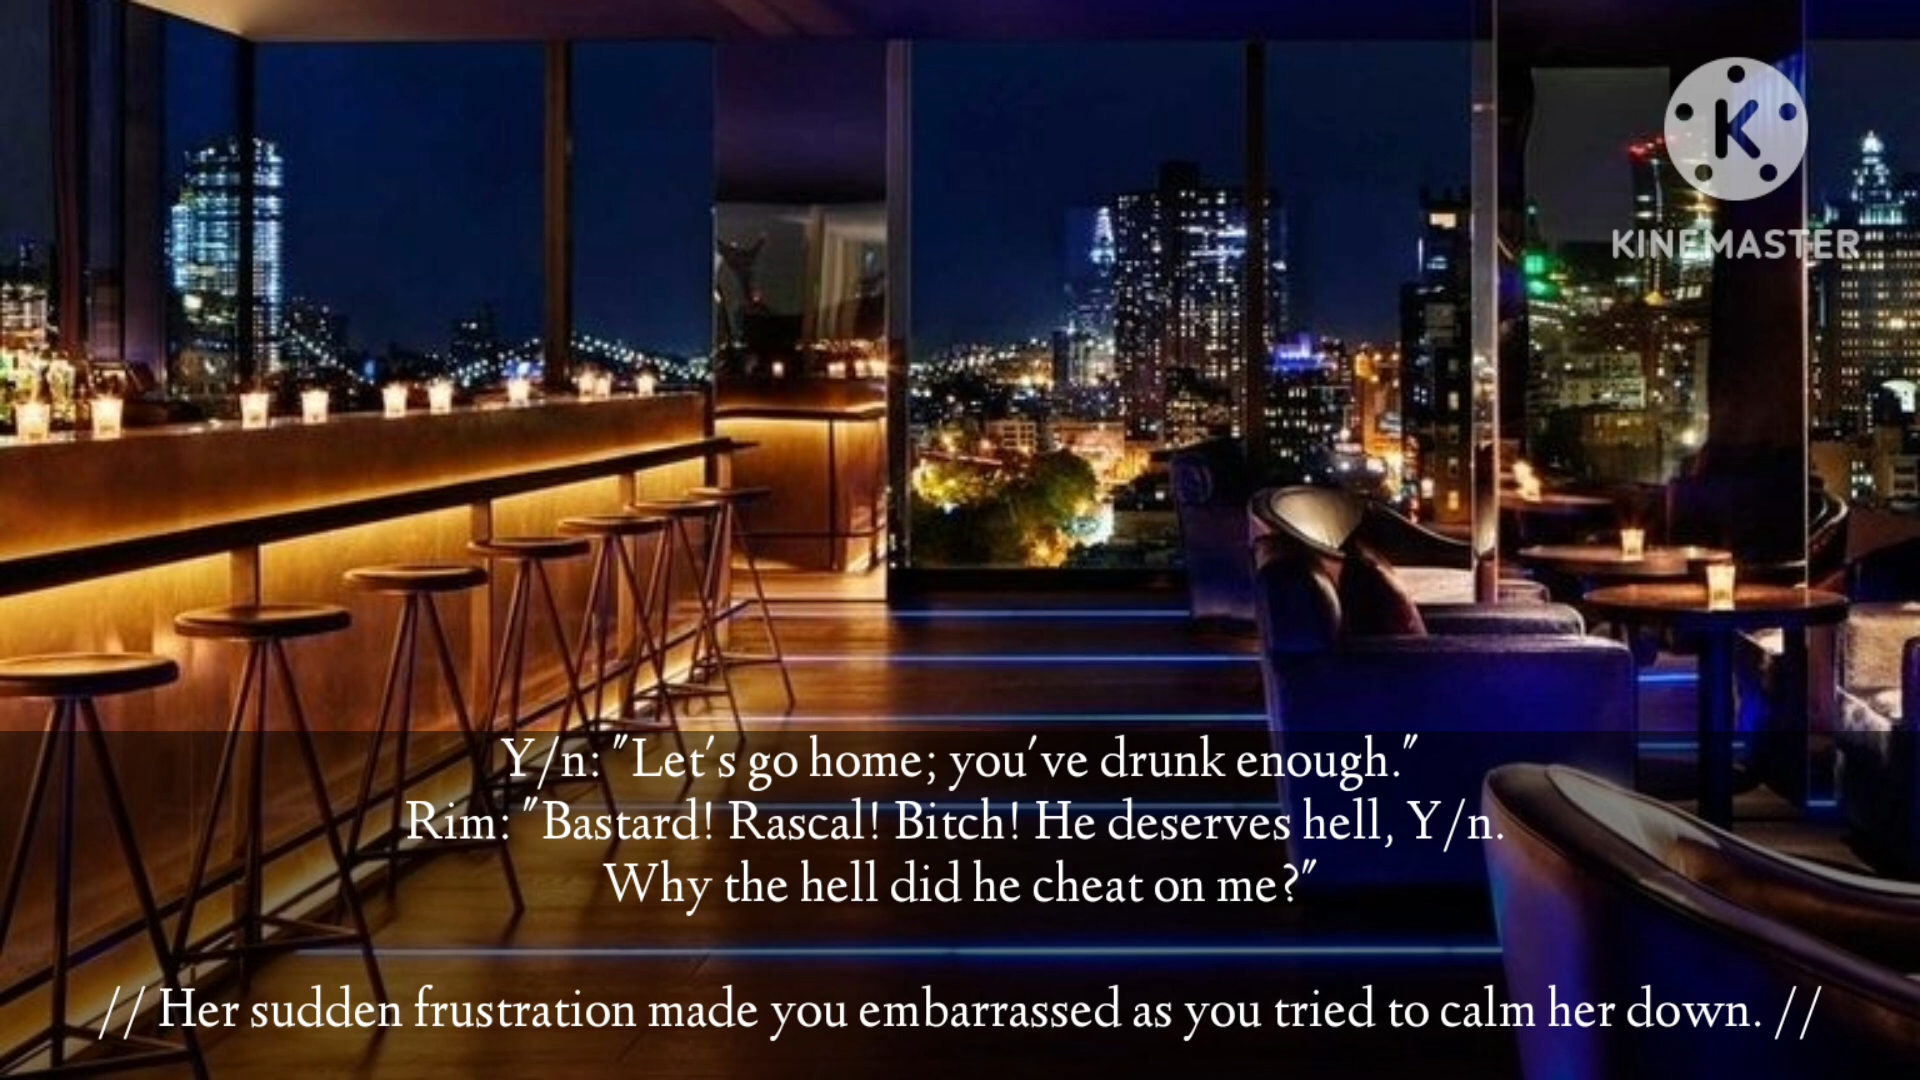 K
KINEMASTER
Y/n: "Let's go home; you've drunk enough."
Rim: "Bastard! Rascal! Bitch! He deserves hell, Y/n.
Why the hell did he cheat on me?"
// Her sudden frustration made you embarrassed as you tried to calm her down. //